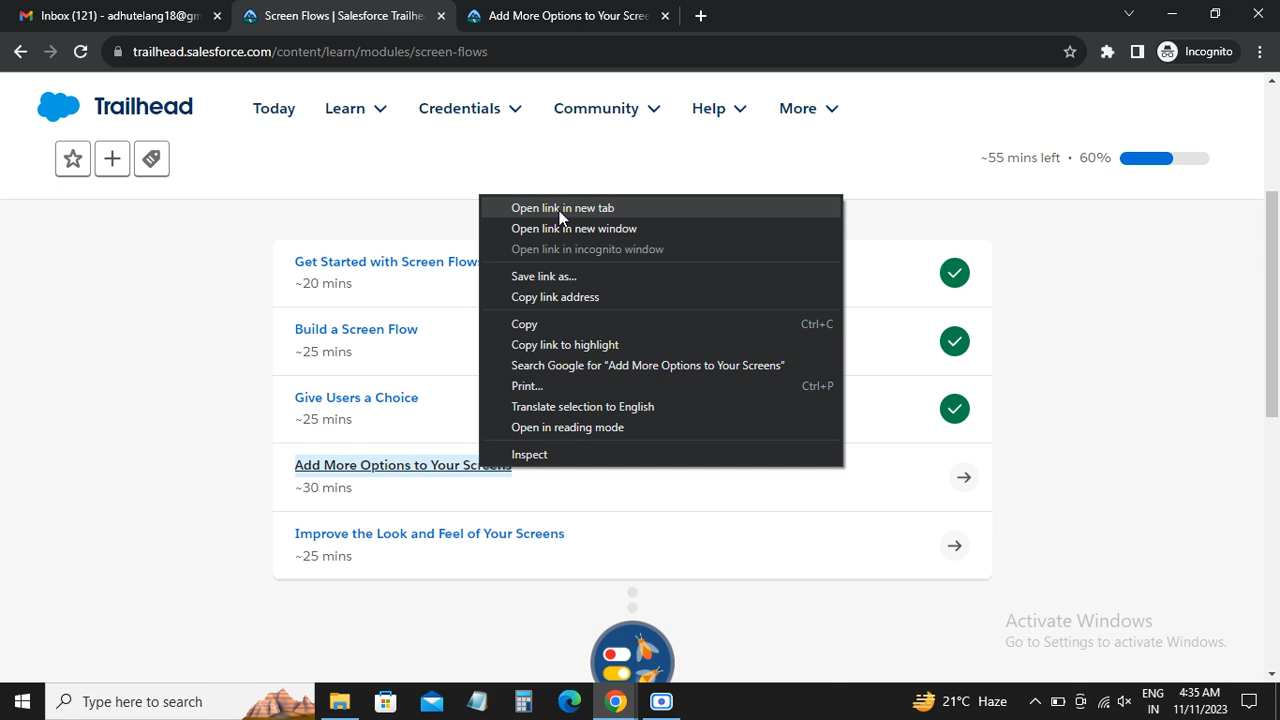 Inbox (121) - adhutelang18@gm
Screen Flows | Salesforce Trailhe
Add More Options to Your Scree
trailhead.salesforce.com/content/learn/modules/screen-flows
Incognito
Trailhead
Today
Learn
Credentials
Community
Help
More
~55 mins left • 60%
Get Started with Screen Flows
~20 mins
Build a Screen Flow
~25 mins
Give Users a Choice
~25 mins
Add More Options to Your Screens
~30 mins
Improve the Look and Feel of Your Screens
~25 mins
Open link in new tab
Open link in new window
Open link in incognito window
Save link as...
Copy link address
Copy Ctrl+C
Copy link to highlight
Search Google for “Add More Options to Your Screens”
Print... Ctrl+P
Translate selection to English
Open in reading mode
Inspect
Activate Windows
Go to Settings to activate Windows.
Type here to search
21°C Haze
ENG
IN
4:35 AM
11/11/2023